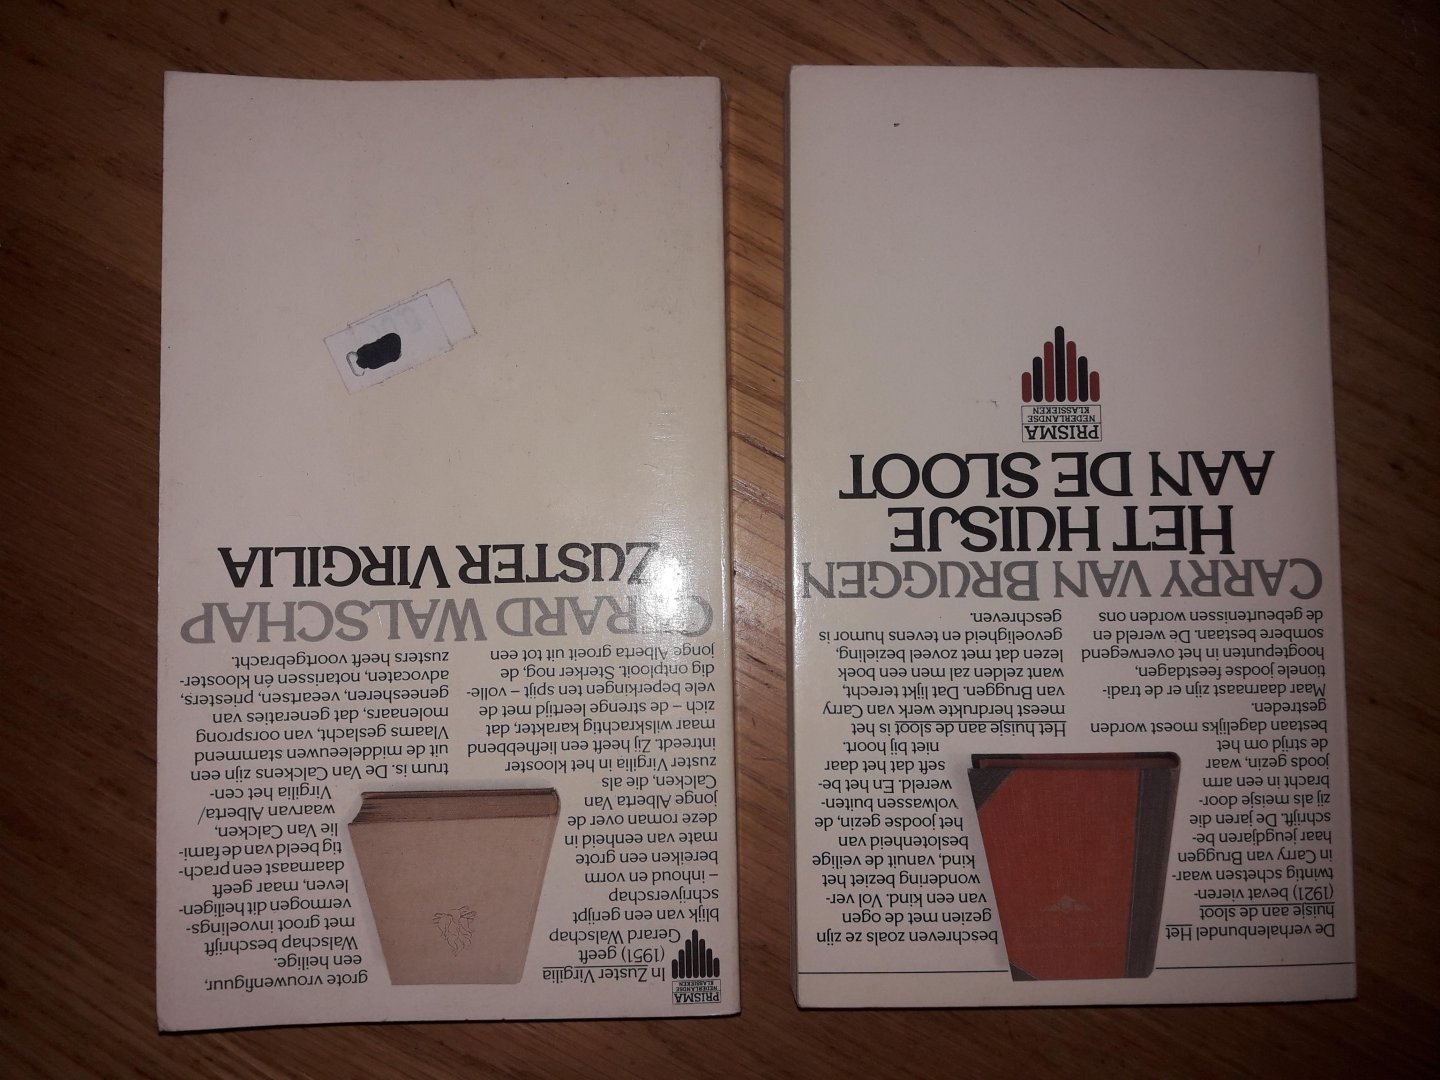 De verhalenbundel Het
huisje aan de sloot
(1921) bevat vieren-
twintig schetsen waar-
in Carry van Bruggen
haar jeugdjaren be-
schrijft. De jaren die
zij als meisje door-
bracht in een arm
joods gezin, waar
de strijd om het
bestaan dagelijks moest worden
gestreden.
Maar daarnaast zijn er de tradi-
tionele joodse feestdagen,
hoogtepunten in het overwegend
sombere bestaan. De wereld en
de gebeurtenissen worden ons
beschreven zoals ze zijn
gezien met de ogen
van een kind. Vol ver-
wondering beziet het
kind, vanuit de veilige
beslotenheid van
het joodse gezin, de
volwassen buiten-
wereld. En het be-
seft dat het daar
niet bij hoort.
Het huisje aan de sloot is het
meest herdrukte werk van Carry
van Bruggen. Dat lijkt terecht,
want zelden zal men een boek
lezen dat met zoveel bezieling,
gevoeligheid en tevens humor is
geschreven.
CARRY VAN BRUGGEN
HET HUISJE
AAN DE SLOOT
PRISMA
NEDERLANDSE
KLASSIEKEN
PRISMA
NEDERLANDSE
KLASSIEKEN
In Zuster Virgilia
(1951) geeft
Gerard Walschap
blijk van een gerijpt
schrijverschap
– inhoud en vorm
bereiken een grote
mate van eenheid in
deze roman over de
jonge Alberta Van
Calcken, die als
zuster Virgilia in het klooster
intreedt. Zij heeft een liefhebbend
maar wilskrachtig karakter, dat
zich – de strenge leertijd met de
vele beperkingen ten spijt – volle-
dig ontplooit. Sterker nog, de
jonge Alberta groeit uit tot een
grote vrouwenfiguur,
een heilige.
Walschap beschrijft
met groot invoelings-
vermogen dit heiligen-
leven, maar geeft
daarnaast een prach-
tig beeld van de fami-
lie Van Calcken,
waarvan Alberta/
Virgilia het cen-
trum is. De Van Calckens zijn een
uit de middeleeuwen stammend
Vlaams geslacht, van oorsprong
molenaars, dat generaties van
geneesheren, veeartsen, priesters,
advocaten, notarissen én klooster-
zusters heeft voortgebracht.
GERARD WALSCHAP
ZUSTER VIRGILIA